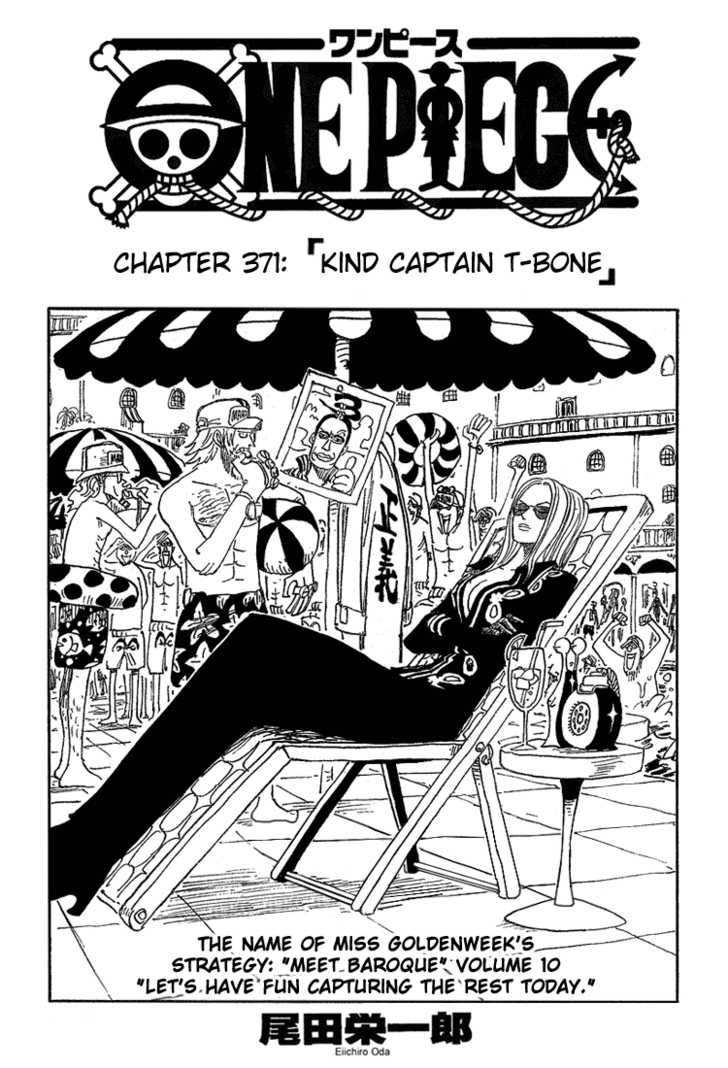 ワンピース
ONE PIECE
CHAPTER 371: 「KIND CAPTAIN T-BONE」
3
THE NAME OF MISS GOLDENWEEK'S
STRATEGY: "MEET BAROQUE" VOLUME 10
"LET'S HAVE FUN CAPTURING THE REST TODAY."
尾田栄一郎
Eiichiro Oda